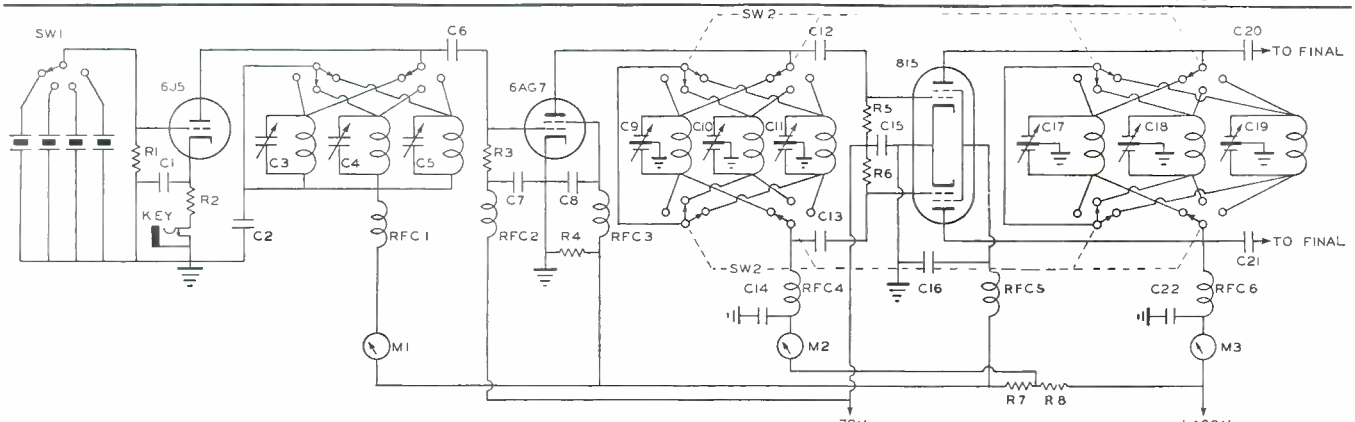 SW1
6J5
R1
C1
R2
KEY
C2
C3
C4
C5
RFC1
M1
C6
6AG7
R3
C7
C8
R4
RFC2
RFC3
SW2
C12
C9
C10
C11
R5
C15
R6
C13
SW2
C14
RFC4
M2
815
C16
RFC5
R7
R8
C17
C18
C19
C20
TO FINAL
TO FINAL
C21
C22
RFC6
M3